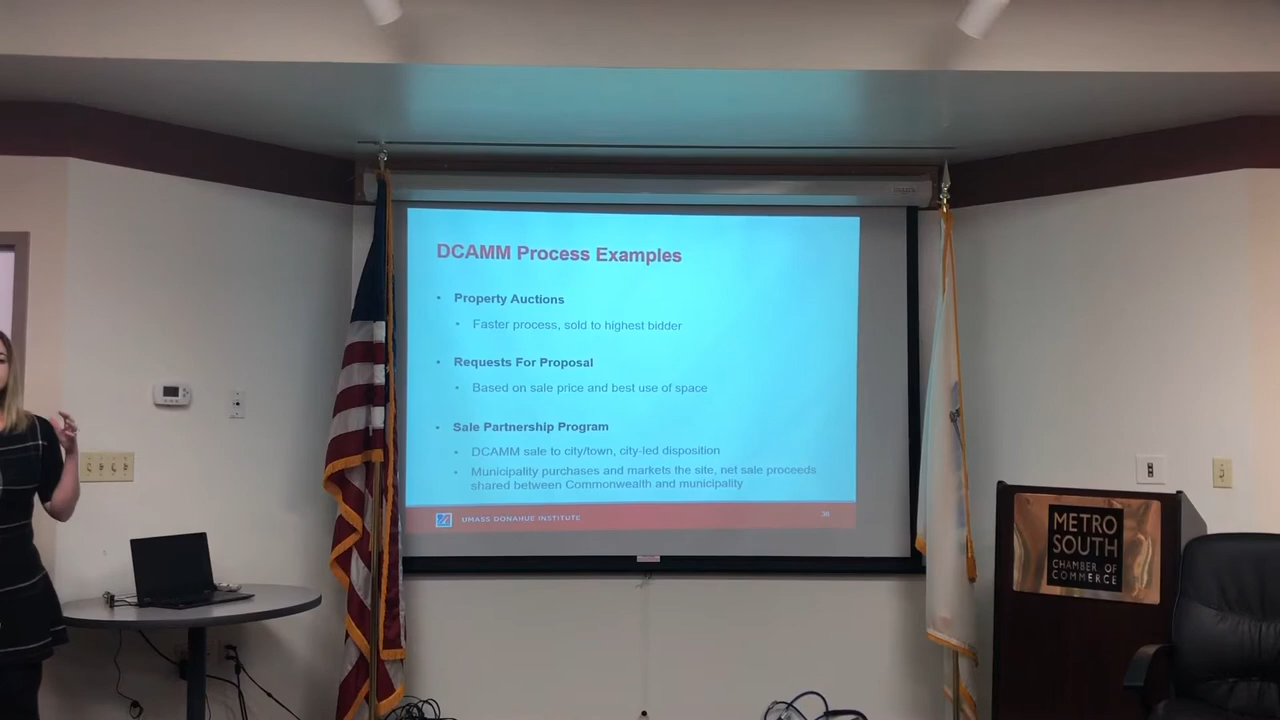 DCAMM Process Examples
• Property Auctions
• Faster process, sold to highest bidder
• Requests For Proposal
• Based on sale price and best use of space
• Sale Partnership Program
• DCAMM sale to city/town, city-led disposition
• Municipality purchases and markets the site, net sale proceeds
shared between Commonwealth and municipality
UMASS DONAHUE INSTITUTE
METRO
SOUTH
CHAMBER OF
COMMERCE